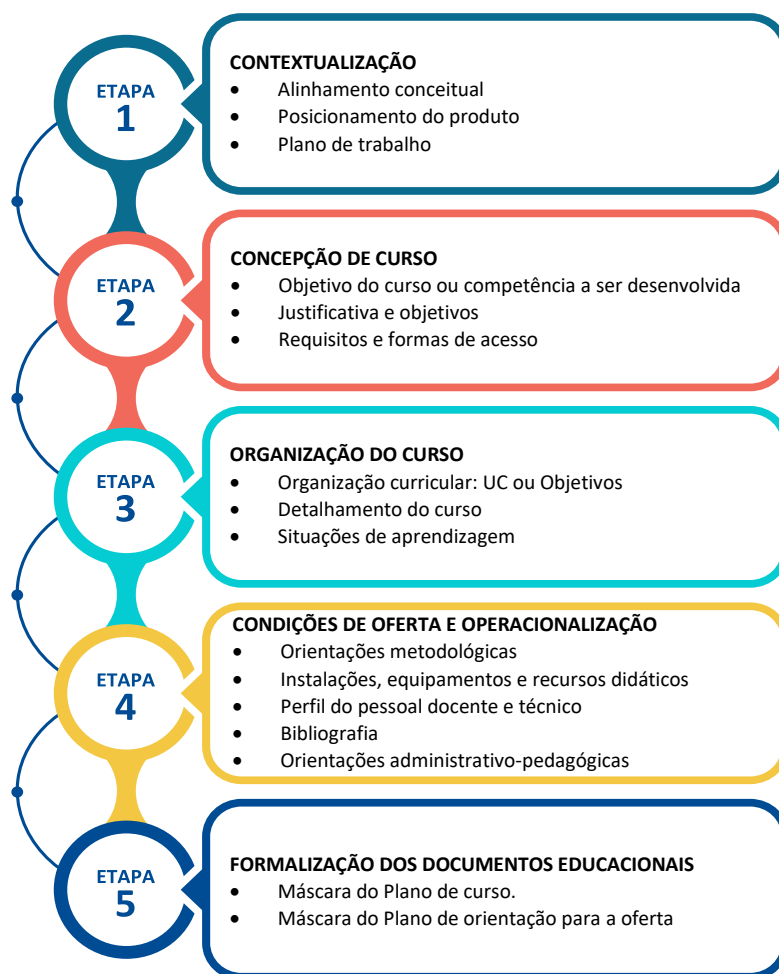 ETAPA
1
CONTEXTUALIZAÇÃO
• Alinhamento conceitual
• Posicionamento do produto
• Plano de trabalho
ETAPA
2
CONCEPÇÃO DE CURSO
• Objetivo do curso ou competência a ser desenvolvida
• Justificativa e objetivos
• Requisitos e formas de acesso
ETAPA
3
ORGANIZAÇÃO DO CURSO
• Organização curricular: UC ou Objetivos
• Detalhamento do curso
• Situações de aprendizagem
ETAPA
4
CONDIÇÕES DE OFERTA E OPERACIONALIZAÇÃO
• Orientações metodológicas
• Instalações, equipamentos e recursos didáticos
• Perfil do pessoal docente e técnico
• Bibliografia
• Orientações administrativo-pedagógicas
ETAPA
5
FORMALIZAÇÃO DOS DOCUMENTOS EDUCACIONAIS
• Máscara do Plano de curso.
• Máscara do Plano de orientação para a oferta